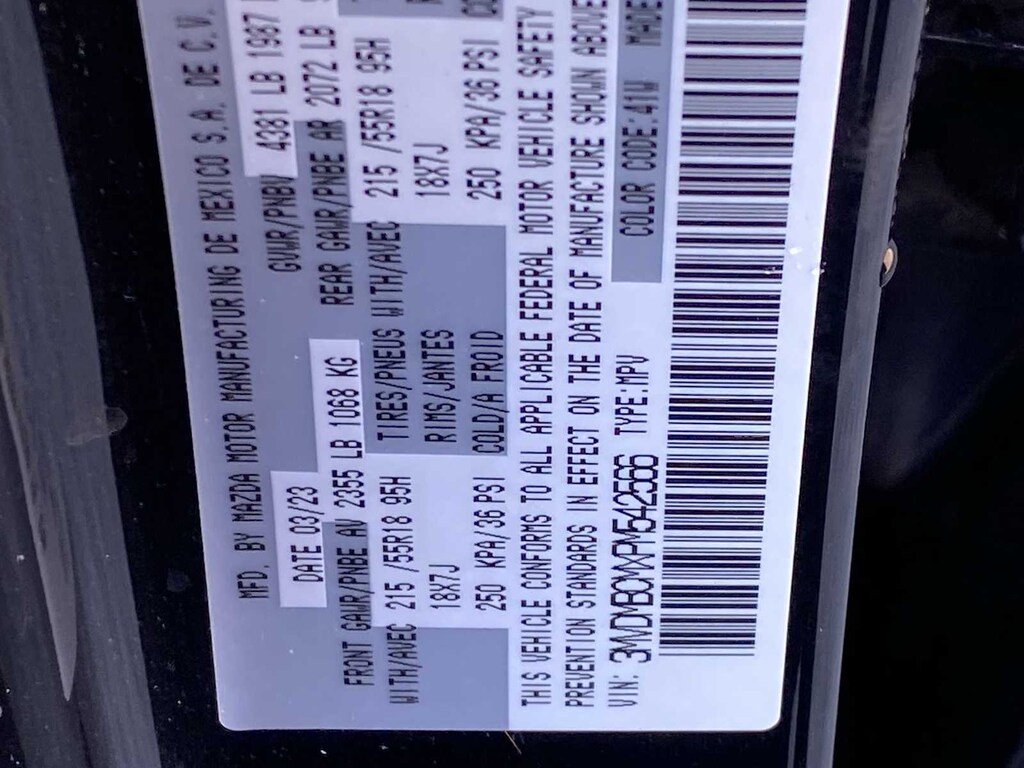 MFD. BY MAZDA MOTOR MANUFACTURING DE MEXICO S.A. DE C.V.
DATE 03/23 GVWR/PNBV 4381 LB 1987
FRONT GAWR/PNBE AV 2355 LB 1068 KG REAR GAWR/PNBE AR 2072 LB
WITH/AVEC 215 /55R18 95H TIRES/PNEUS WITH/AVEC 215 /55R18 95H
18X7J RIMS/JANTES 18X7J
250 KPA/36 PSI COLD/A FROID 250 KPA/36 PSI
THIS VEHICLE CONFORMS TO ALL APPLICABLE FEDERAL MOTOR VEHICLE SAFETY
PREVENTION STANDARDS IN EFFECT ON THE DATE OF MANUFACTURE SHOWN ABOVE
VIN: 3MVDMBCMXPM542566 TYPE:MPV COLOR CODE:41W MADE